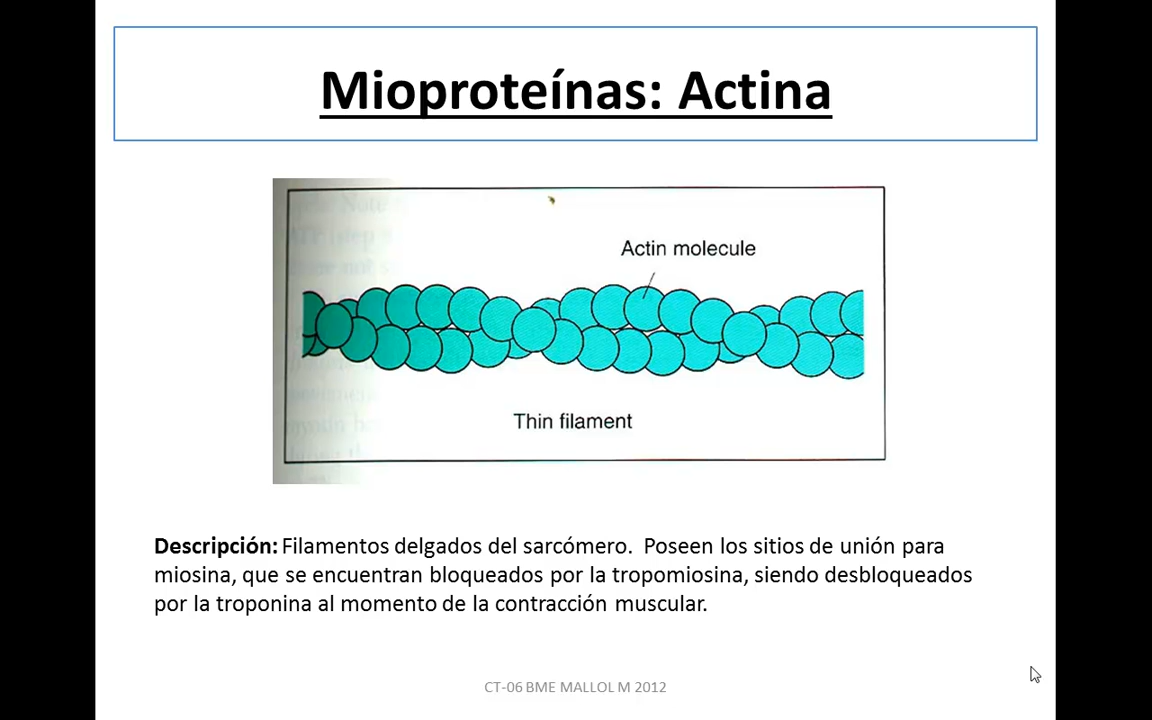 Mioproteínas: Actina
Actin molecule
Thin filament
Descripción: Filamentos delgados del sarcómero. Poseen los sitios de unión para
miosina, que se encuentran bloqueados por la tropomiosina, siendo desbloqueados
por la troponina al momento de la contracción muscular.
CT-06 BME MALLOL M 2012